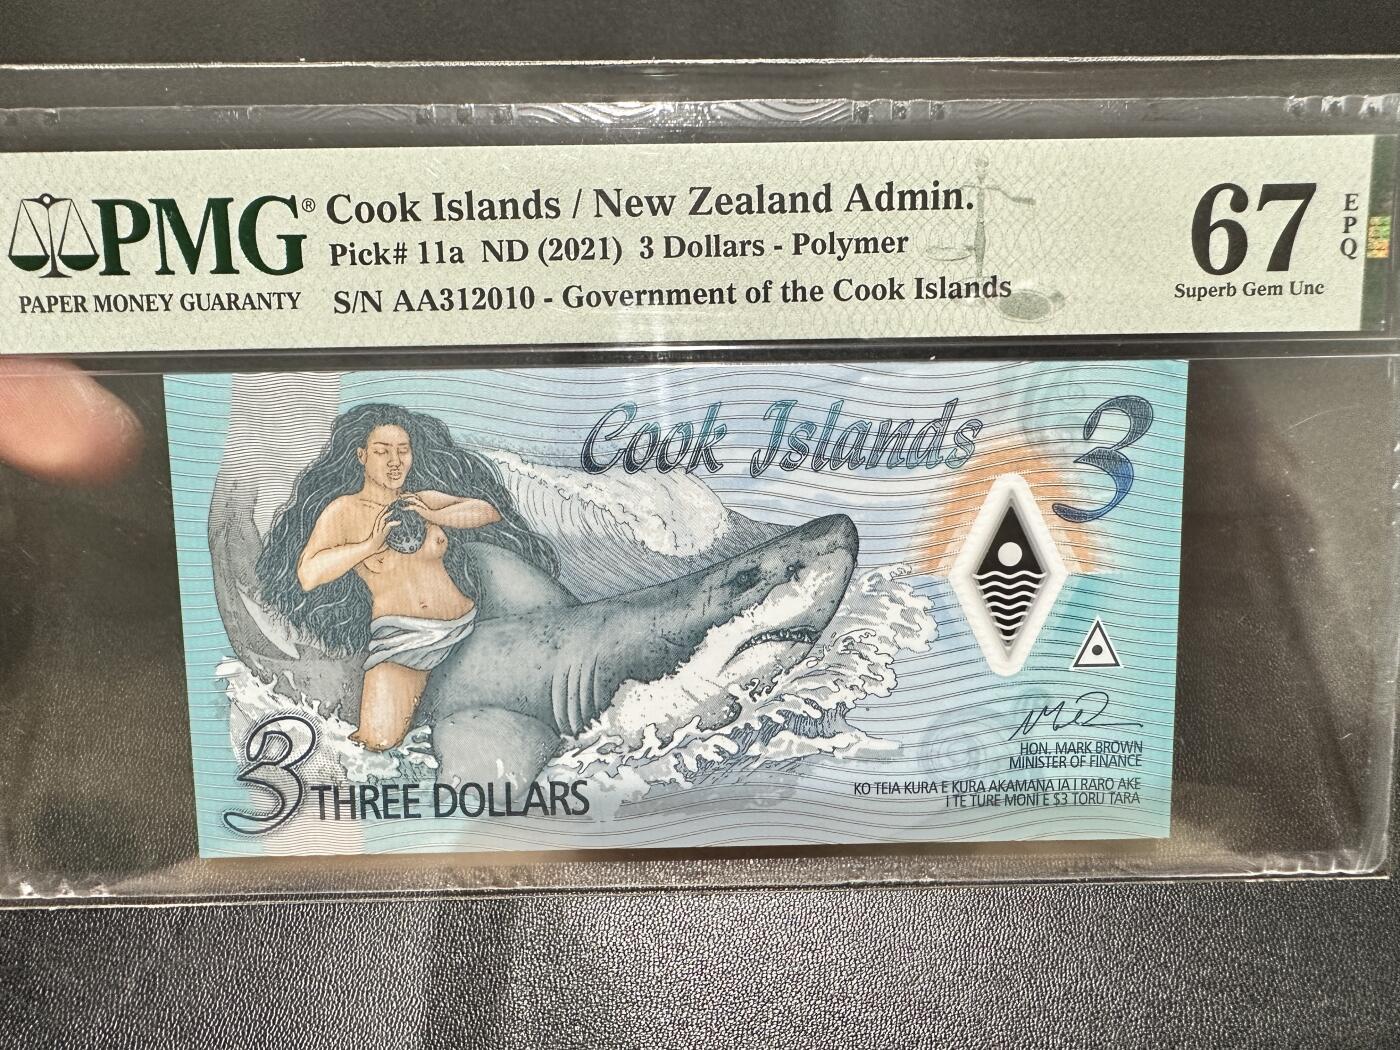 PMG®
PAPER MONEY GUARANTY
Cook Islands / New Zealand Admin.
Pick# 11a ND (2021) 3 Dollars - Polymer
S/N AA312010 - Government of the Cook Islands
67
Superb Gem Unc
EPQ
Cook Islands
3
HON. MARK BROWN
MINISTER OF FINANCE
KO TEIA KURA E KURA AKAMANA IA I RARO AKE
I TE TURE MONI E $3 TORU TARA
3 THREE DOLLARS